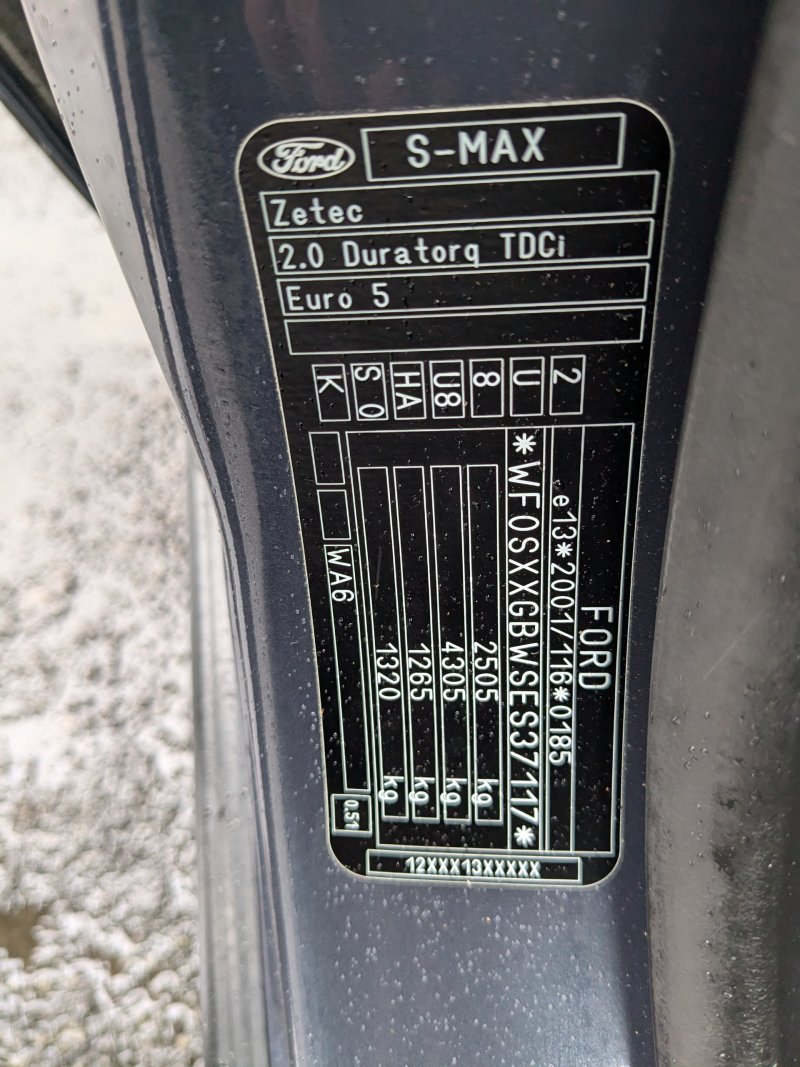 Ford
S-MAX
Zetec
2.0 Duratorq TDCi
Euro 5
K S O HA U8 8 U 2
FORD
e13*2001/116*0185
*WF0SXXGBWSES37117*
2505 kg
4305 kg
1265 kg
1320 kg
WA6
0.51
12XXX13XXXXX